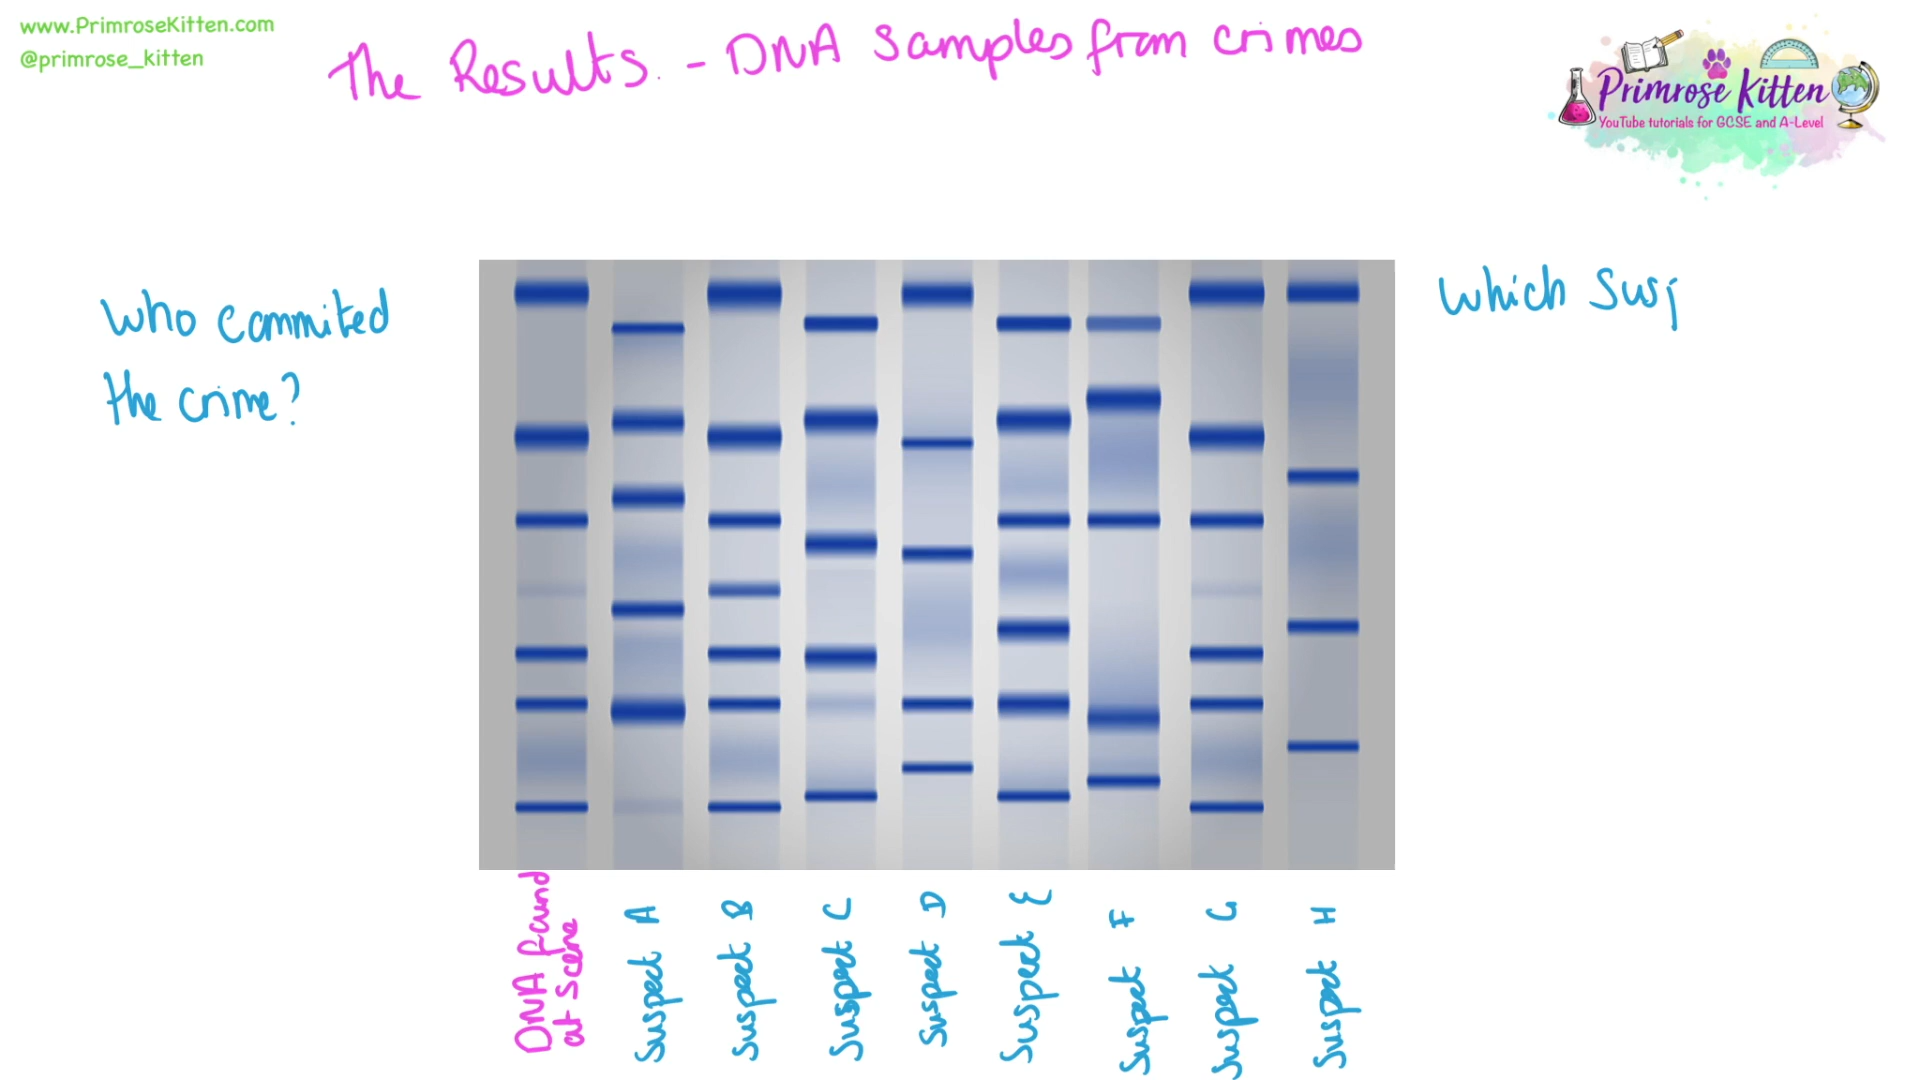 www.PrimroseKitten.com
@primrose_kitten
The Results. - DNA Samples from crimes
Primrose Kitten
YouTube tutorials for GCSE and A-Level
Who commited
the crime?
Which
DNA found
at scene
Suspect A
Suspect B
Suspect C
Suspect D
Suspect E
Suspect F
Suspect G
Suspect H